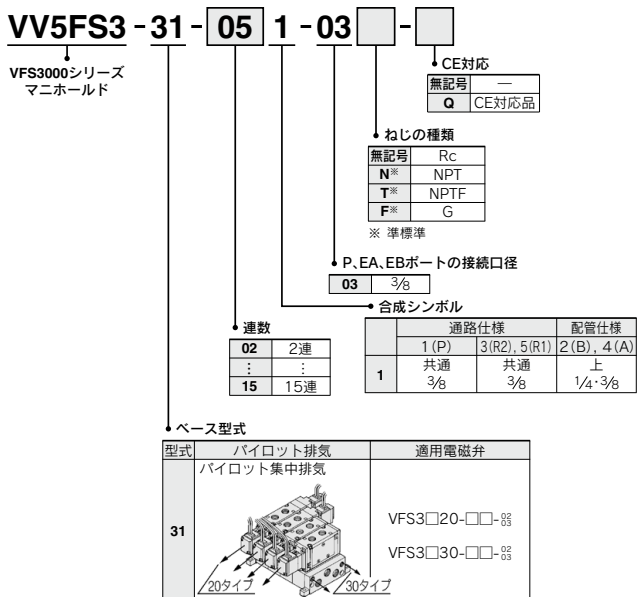 VV5FS3 - 31 - 05 1 - 03 □ - □
VFS3000シリーズ
マニホールド
CE対応
無記号 —
Q CE対応品
ねじの種類
無記号 Rc
N※ NPT
T※ NPTF
F※ G
※ 準標準
P、EA、EBポートの接続口径
03 3/8
合成シンボル
通路仕様 配管仕様
1(P) 3(R2), 5(R1) 2(B), 4(A)
1 共通 共通 上
3/8 3/8 1/4・3/8
連数
02 2連
⋮ ⋮
15 15連
ベース型式
型式 パイロット排気 適用電磁弁
パイロット集中排気
31
VFS3□20-□□-02
03
VFS3□30-□□-02
03
20タイプ 30タイプ